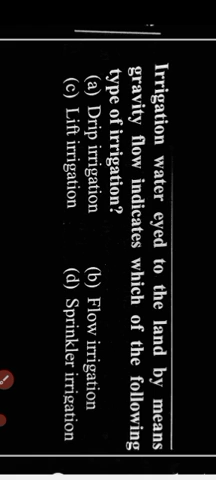 Irrigation water eyed to the land by means
gravity flow indicates which of the following
type of irrigation?
(a) Drip irrigation (b) Flow irrigation
(c) Lift irrigation (d) Sprinkler irrigation